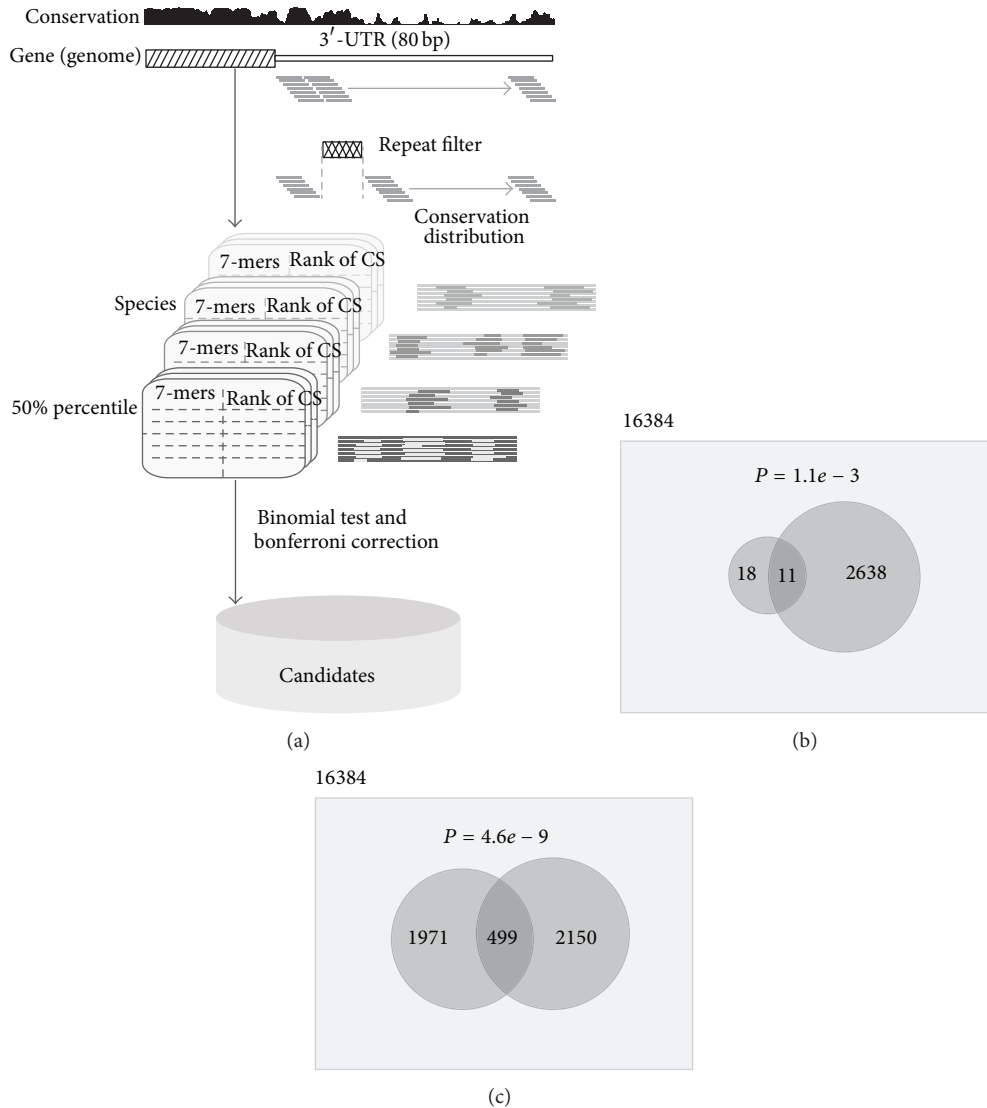 Conservation
3′-UTR (80 bp)
Gene (genome)
Repeat filter
Conservation
distribution
7-mers Rank of CS
Species
7-mers Rank of CS
7-mers Rank of CS
50% percentile
7-mers Rank of CS
Binomial test and
bonferroni correction
Candidates
(a)
16384
P = 1.1e − 3
18 11 2638
(b)
16384
P = 4.6e − 9
1971 499 2150
(c)